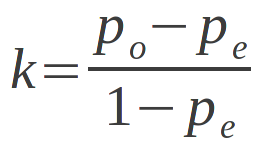 k = (pₒ − pₑ) / (1 − pₑ)